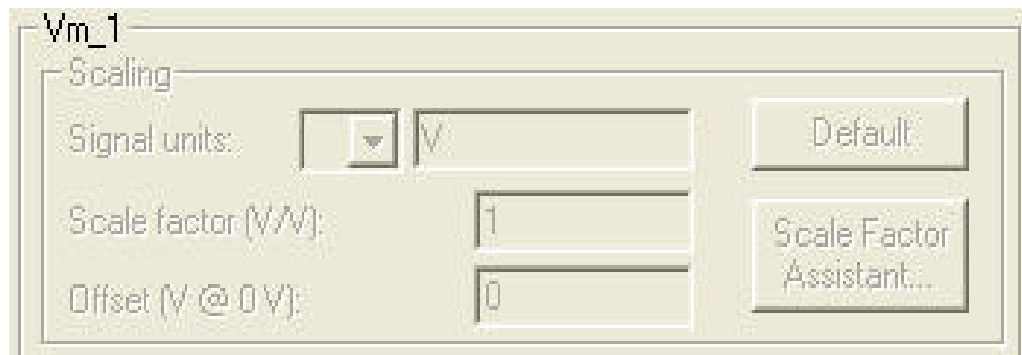 Vm_1
Scaling
Signal units: V Default
Scale factor (V/V): 1 Scale Factor
Assistant...
Offset (V @ 0 V): 0